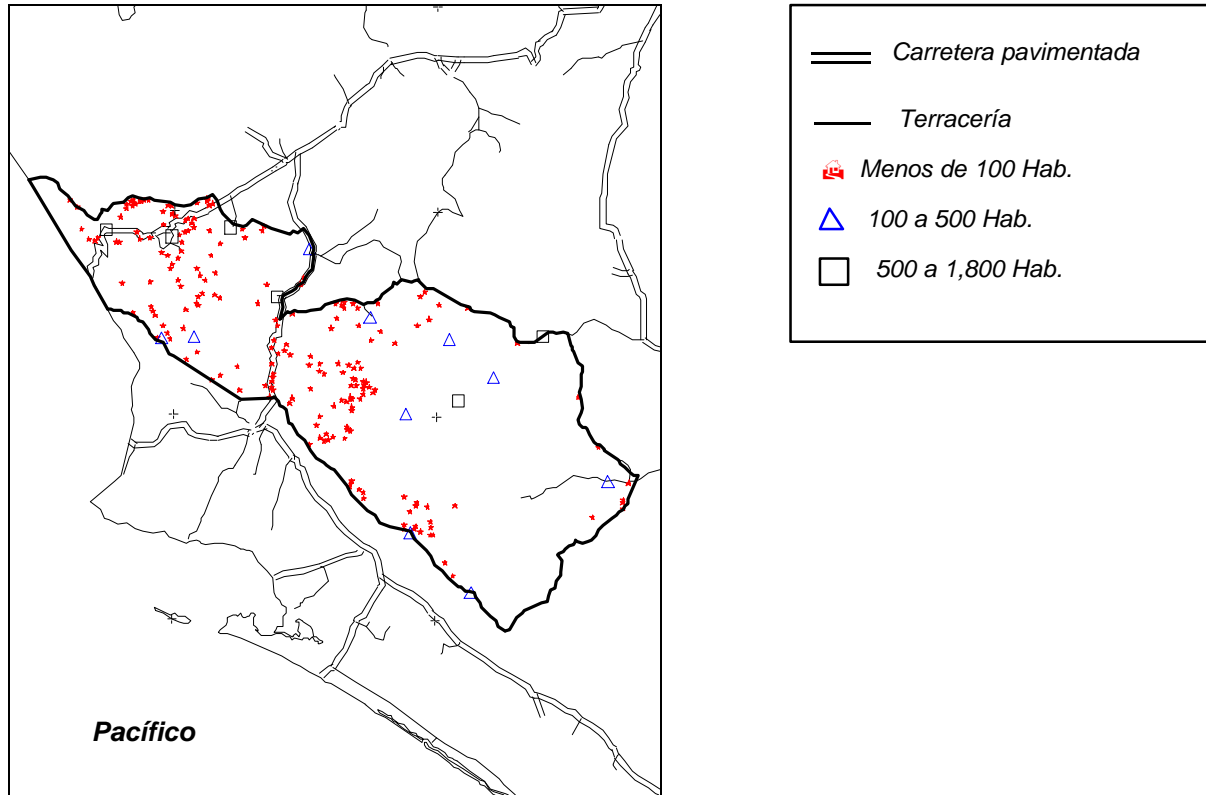 Carretera pavimentada
Terracería
Menos de 100 Hab.
100 a 500 Hab.
500 a 1,800 Hab.
Pacífico